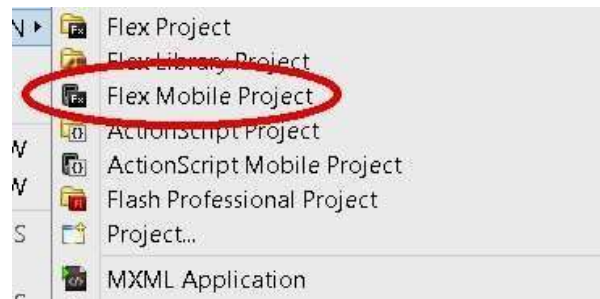 N
Flex Project
Flex Library Project
Flex Mobile Project
ActionScript Project
W
ActionScript Mobile Project
W
Flash Professional Project
S
Project...
MXML Application
S